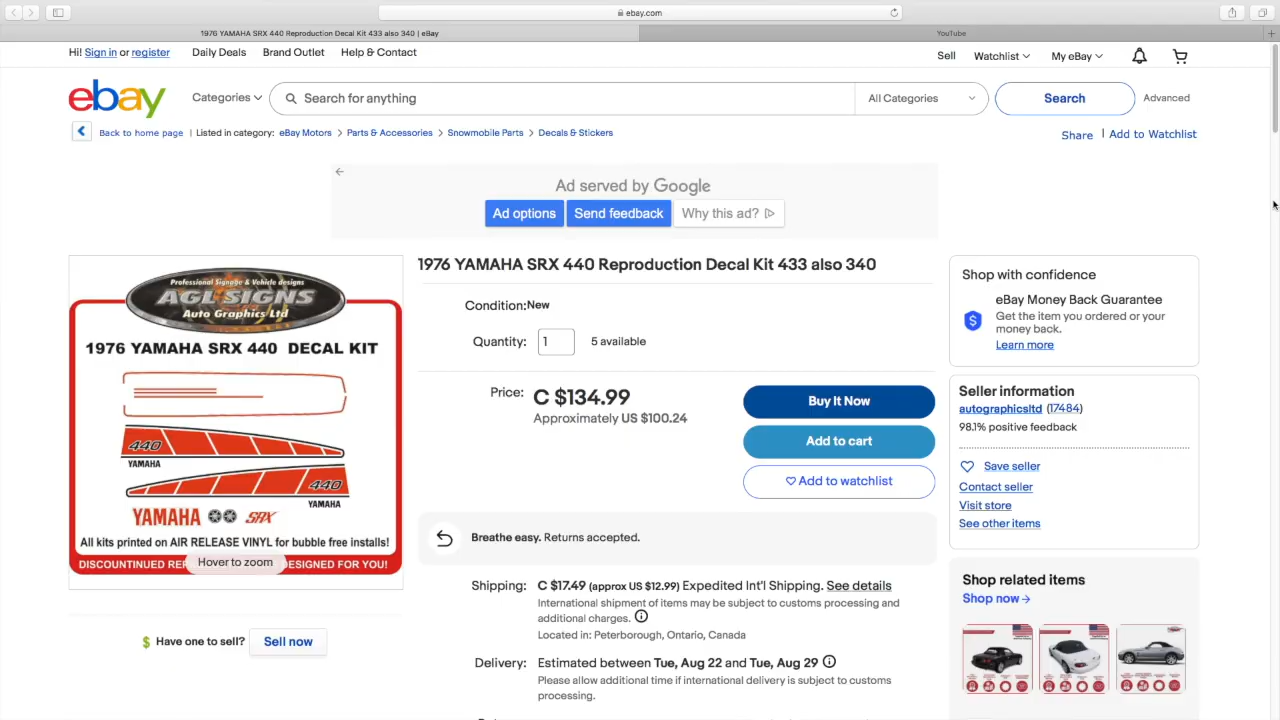 ebay.com
1976 YAMAHA SRX 440 Reproduction Decal Kit 433 also 340 | eBay
YouTube
Hi! Sign in or register
Daily Deals
Brand Outlet
Help & Contact
Sell
Watchlist
My eBay
ebay
Categories
Search for anything
All Categories
Search
Advanced
Back to home page | Listed in category: eBay Motors > Parts & Accessories > Snowmobile Parts > Decals & Stickers
Share | Add to Watchlist
Ad served by Google
Ad options
Send feedback
Why this ad?
Professional Signage & Vehicle designs
AGL SIGNS
Auto Graphics Ltd
1976 YAMAHA SRX 440 DECAL KIT
440
YAMAHA
440
YAMAHA
YAMAHA SRX
All kits printed on AIR RELEASE VINYL for bubble free installs!
DISCONTINUED
ESIGNED FOR YOU!
Hover to zoom
Have one to sell?
Sell now
1976 YAMAHA SRX 440 Reproduction Decal Kit 433 also 340
Condition: New
Quantity: 1 5 available
Price: C $134.99
Approximately US $100.24
Buy It Now
Add to cart
Add to watchlist
Breathe easy. Returns accepted.
Shipping: C $17.49 (approx US $12.99) Expedited Int'l Shipping. See details
International shipment of items may be subject to customs processing and
additional charges.
Located in: Peterborough, Ontario, Canada
Delivery: Estimated between Tue, Aug 22 and Tue, Aug 29
Please allow additional time if international delivery is subject to customs
processing.
Shop with confidence
eBay Money Back Guarantee
Get the item you ordered or your
money back.
Learn more
Seller information
autographicsltd (17484)
98.1% positive feedback
Save seller
Contact seller
Visit store
See other items
Shop related items
Shop now